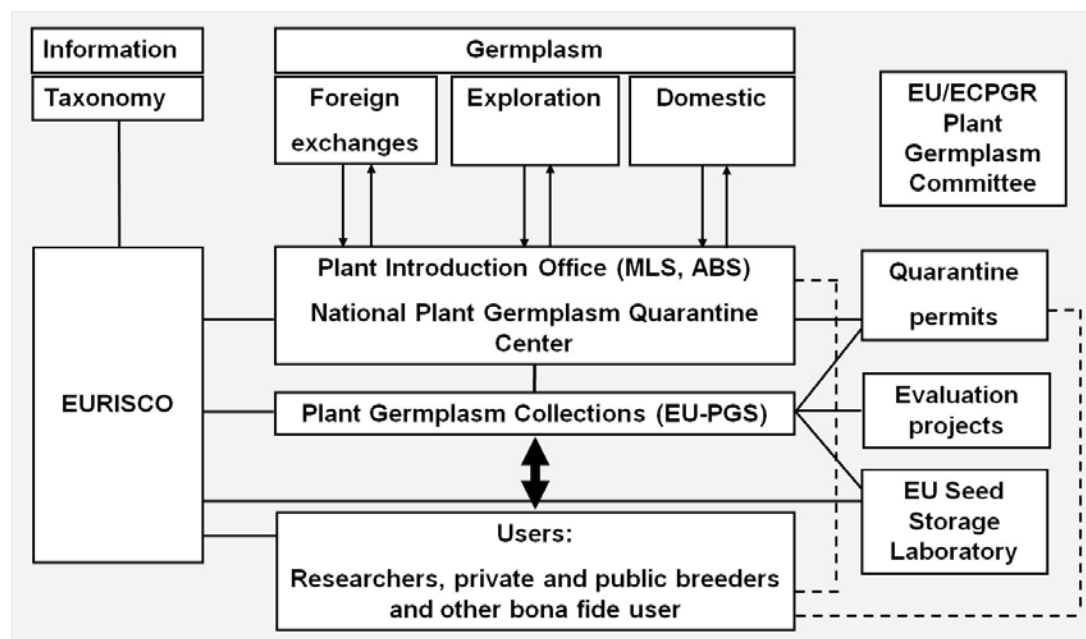 Information
Taxonomy
Germplasm
Foreign
exchanges
Exploration
Domestic
EU/ECPGR
Plant
Germplasm
Committee
Plant Introduction Office (MLS, ABS)
National Plant Germplasm Quarantine
Center
Quarantine
permits
EURISCO
Plant Germplasm Collections (EU-PGS)
Evaluation
projects
EU Seed
Storage
Laboratory
Users:
Researchers, private and public breeders
and other bona fide user